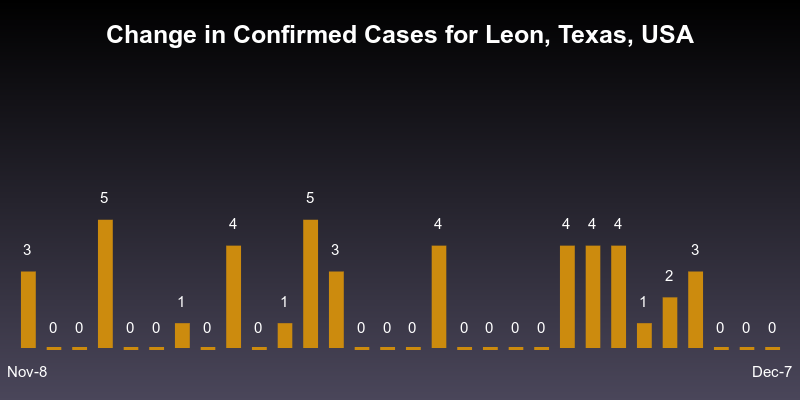 Change in Confirmed Cases for Leon, Texas, USA
3 0 0 5 0 0 1 0 4 0 1 5 3 0 0 0 4 0 0 0 0 4 4 4 1 2 3 0 0 0
Nov-8 Dec-7